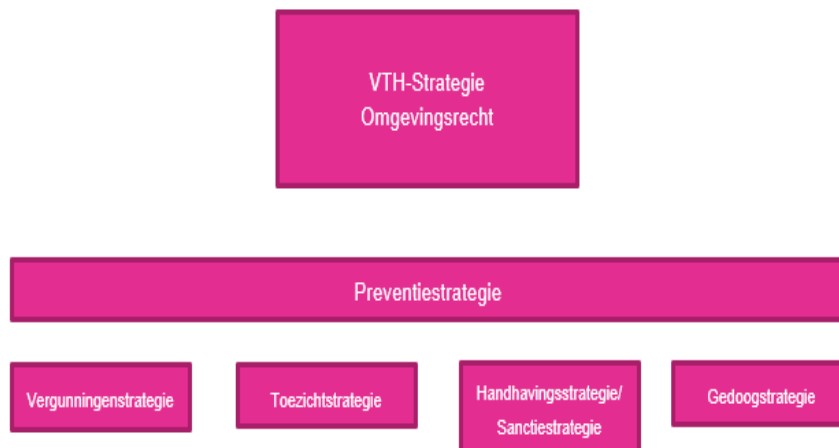 VTH-Strategie
Omgevingsrecht
Preventiestrategie
Vergunningenstrategie
Toezichtstrategie
Handhavingsstrategie/
Sanctiestrategie
Gedoogstrategie